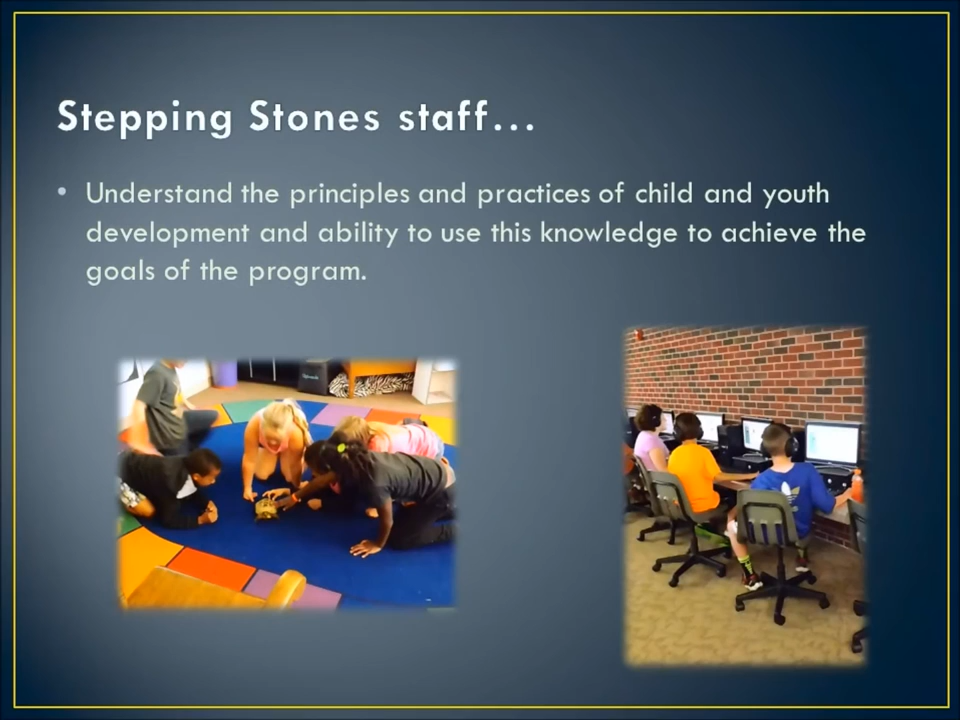 Stepping Stones staff...
• Understand the principles and practices of child and youth
development and ability to use this knowledge to achieve the
goals of the program.